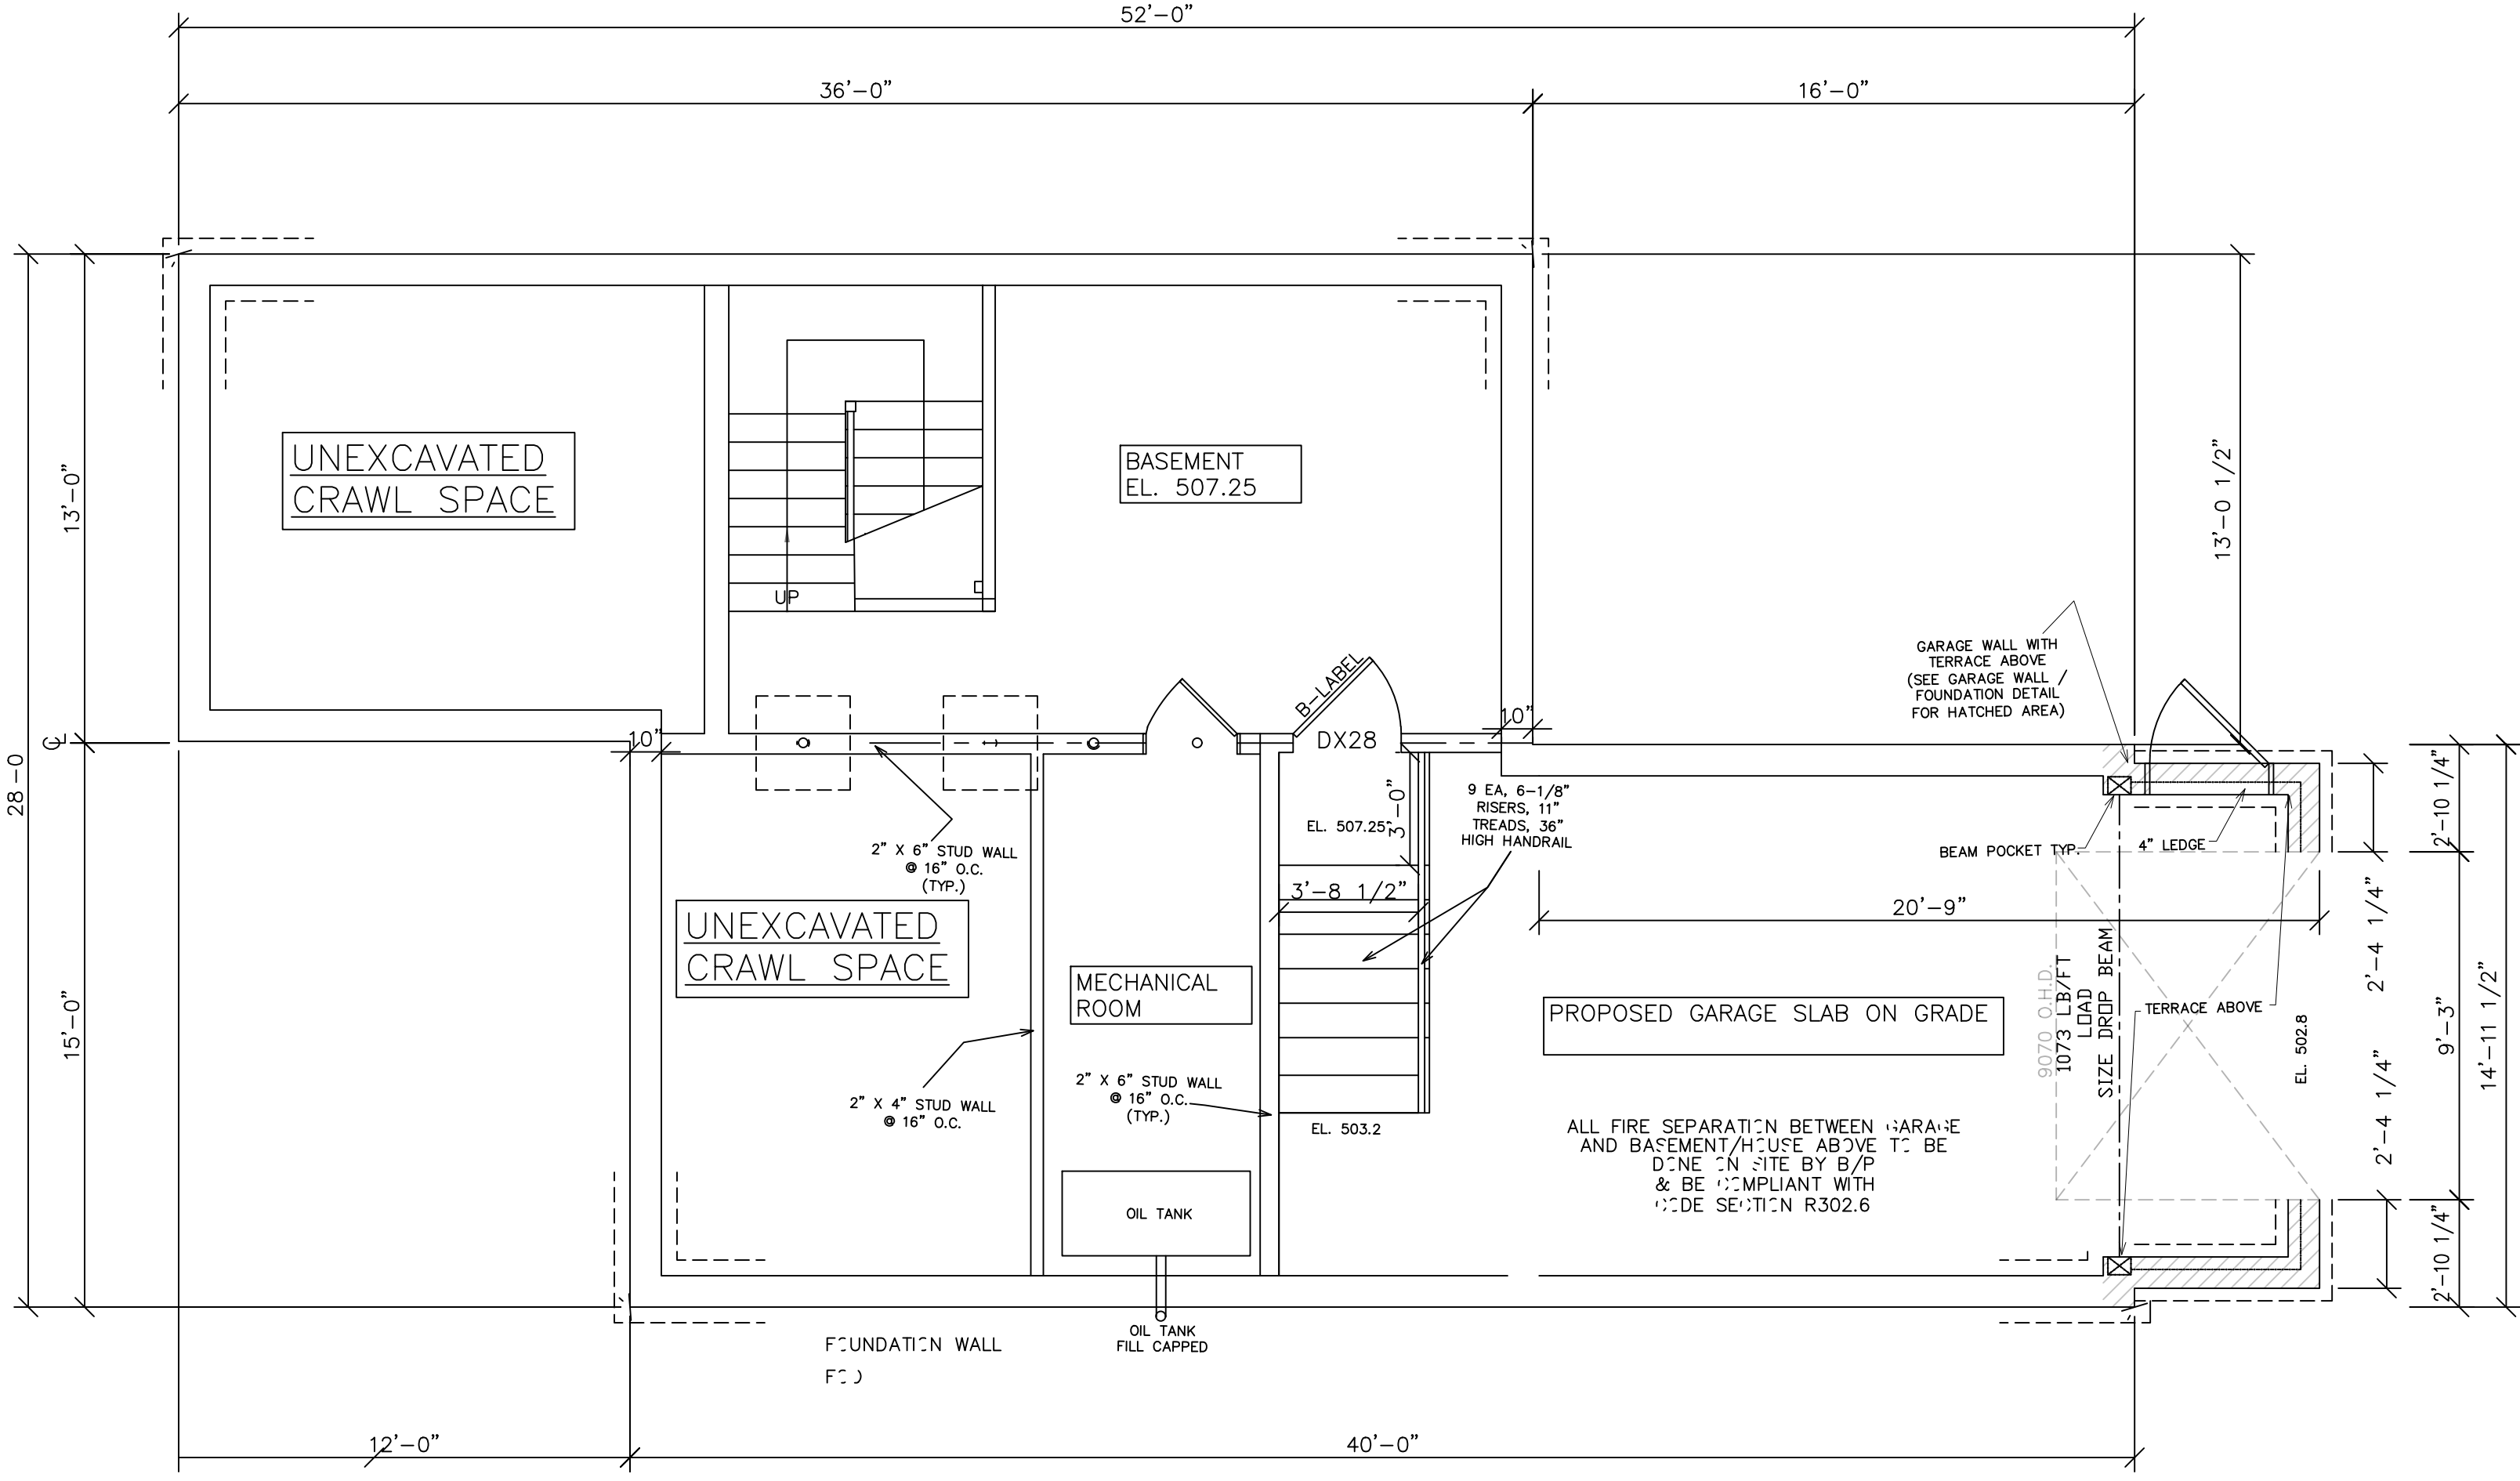 52'-0"
36'-0"
16'-0"
UNEXCAVATED
CRAWL SPACE
BASEMENT
EL. 507.25
13'-0"
13'-0 1/2"
UP
28-0
GARAGE WALL WITH
TERRACE ABOVE
(SEE GARAGE WALL /
FOUNDATION DETAIL
FOR HATCHED AREA)
B-LABEL
DX28
10"
10"
2" X 6" STUD WALL
@ 16" O.C.
(TYP.)
EL. 507.25
3'-0"
9 EA, 6-1/8"
RISERS, 11"
TREADS, 36"
HIGH HANDRAIL
BEAM POCKET TYP.
4" LEDGE
2'-10 1/4"
3'-8 1/2"
20'-9"
2'-4 1/4"
UNEXCAVATED
CRAWL SPACE
MECHANICAL
ROOM
PROPOSED GARAGE SLAB ON GRADE
9070 O.H.D.
1073 LB/FT
LOAD
SIZE DROP BEAM
TERRACE ABOVE
EL. 502.8
9'-3"
14'-11 1/2"
15'-0"
2" X 4" STUD WALL
@ 16" O.C.
2" X 6" STUD WALL
@ 16" O.C.
(TYP.)
EL. 503.2
ALL FIRE SEPARATION BETWEEN GARAGE
AND BASEMENT/HOUSE ABOVE TO BE
DONE ON SITE BY B/P
& BE COMPLIANT WITH
CODE SECTION R302.6
2'-4 1/4"
OIL TANK
2'-10 1/4"
OIL TANK
FILL CAPPED
FOUNDATION WALL
12'-0"
40'-0"